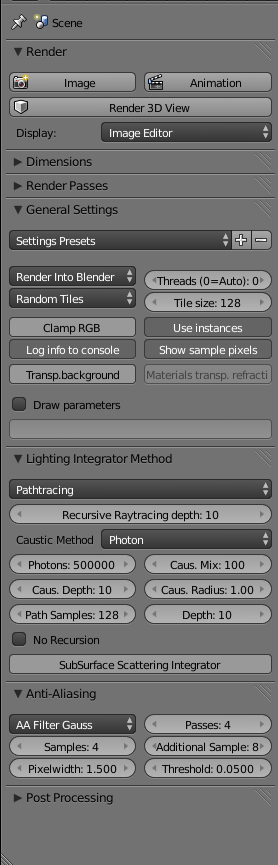 Scene
Render
Image Animation
Render 3D View
Display: Image Editor
Dimensions
Render Passes
General Settings
Settings Presets
Render Into Blender Threads (0=Auto): 0
Random Tiles Tile size: 128
Clamp RGB Use instances
Log info to console Show sample pixels
Transp.background Materials transp. refracti
Draw parameters
Lighting Integrator Method
Pathtracing
Recursive Raytracing depth: 10
Caustic Method Photon
Photons: 500000 Caus. Mix: 100
Caus. Depth: 10 Caus. Radius: 1.00
Path Samples: 128 Depth: 10
No Recursion
SubSurface Scattering Integrator
Anti-Aliasing
AA Filter Gauss Passes: 4
Samples: 4 Additional Sample: 8
Pixelwidth: 1.500 Threshold: 0.0500
Post Processing